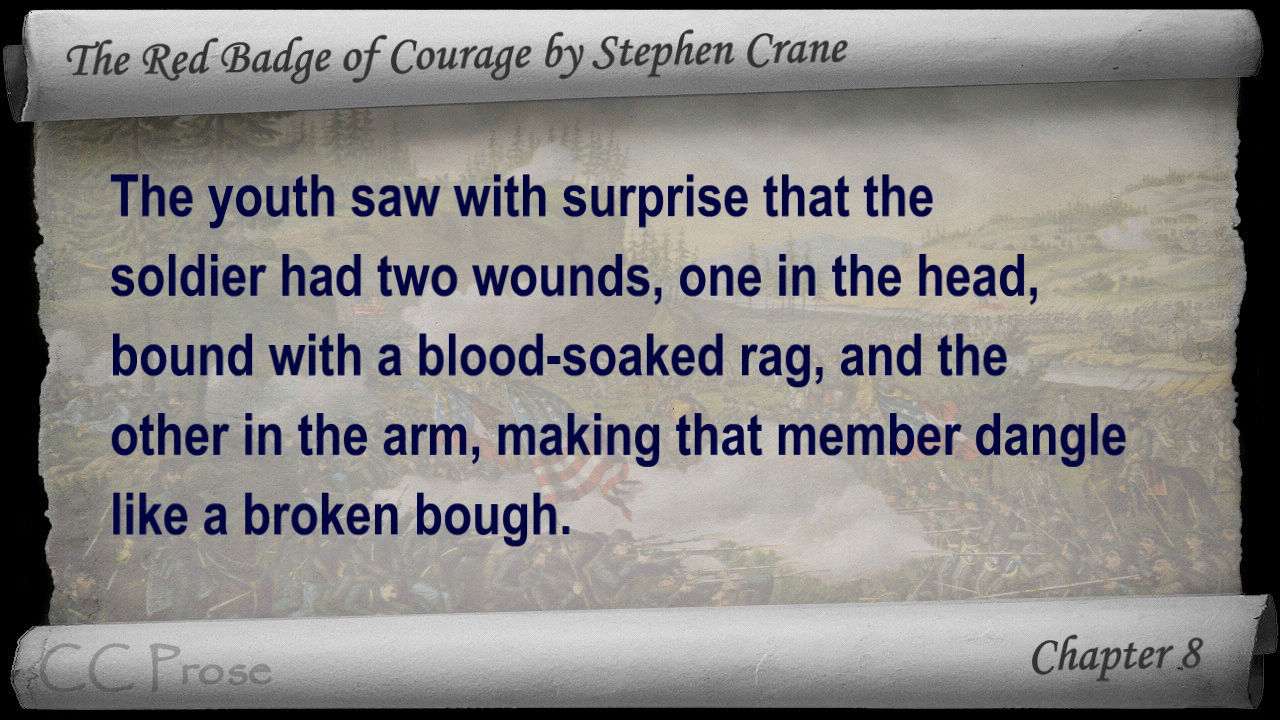 The Red Badge of Courage by Stephen Crane
The youth saw with surprise that the
soldier had two wounds, one in the head,
bound with a blood-soaked rag, and the
other in the arm, making that member dangle
like a broken bough.
CC Prose
Chapter 8